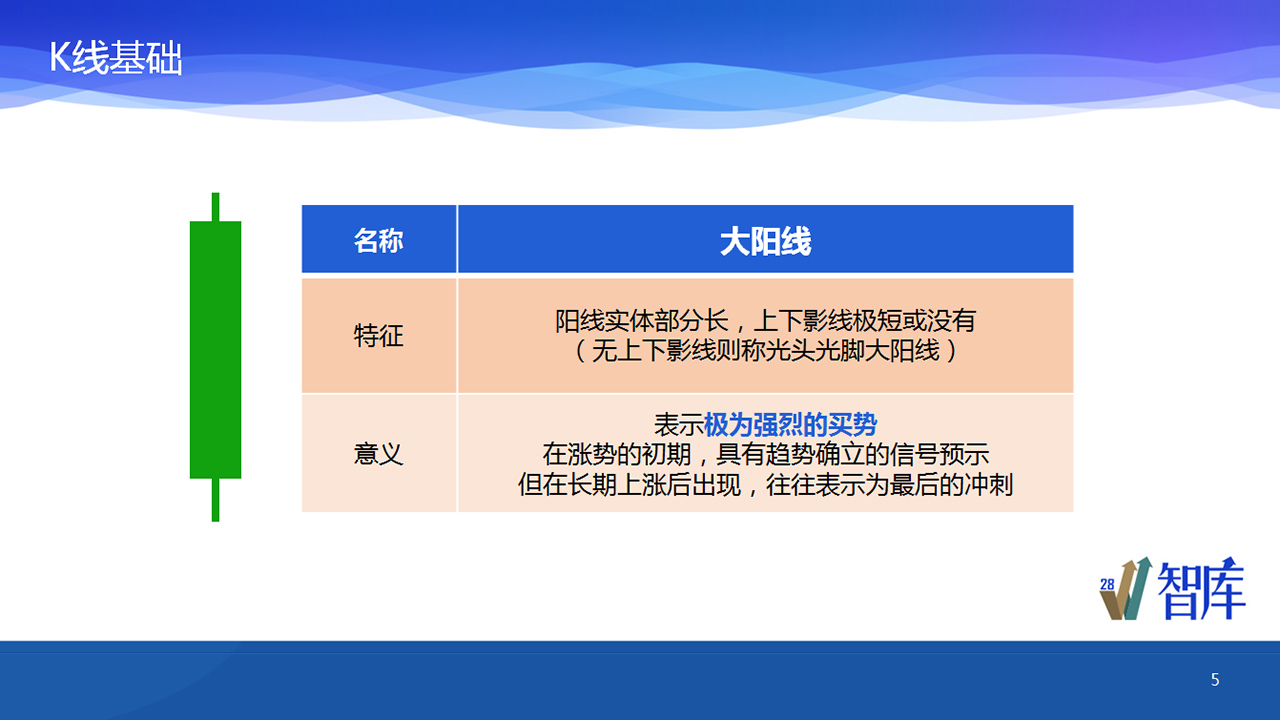 K线基础
名称
大阳线
特征
阳线实体部分长，上下影线极短或没有
（无上下影线则称光头光脚大阳线）
意义
表示极为强烈的买势
在涨势的初期，具有趋势确立的信号预示
但在长期上涨后出现，往往表示为最后的冲刺
28
智库
5